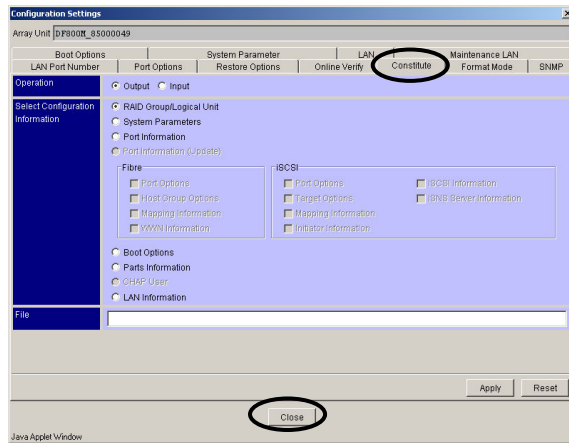 Configuration Settings
Array Unit DF800M_85000049
Boot Options System Parameter LAN Maintenance LAN
LAN Port Number Port Options Restore Options Online Verify Constitute Format Mode SNMP
Operation
Output Input
Select Configuration Information
RAID Group/Logical Unit
System Parameters
Port Information
Port Information (Update)
Fibre
Port Options
Host Group Options
Mapping Information
WWN Information
iSCSI
Port Options iSCSI Information
Target Options iSNS Server Information
Mapping Information
Initiator Information
Boot Options
Parts Information
CHAP User
LAN Information
File
Apply Reset
Close
Java Applet Window